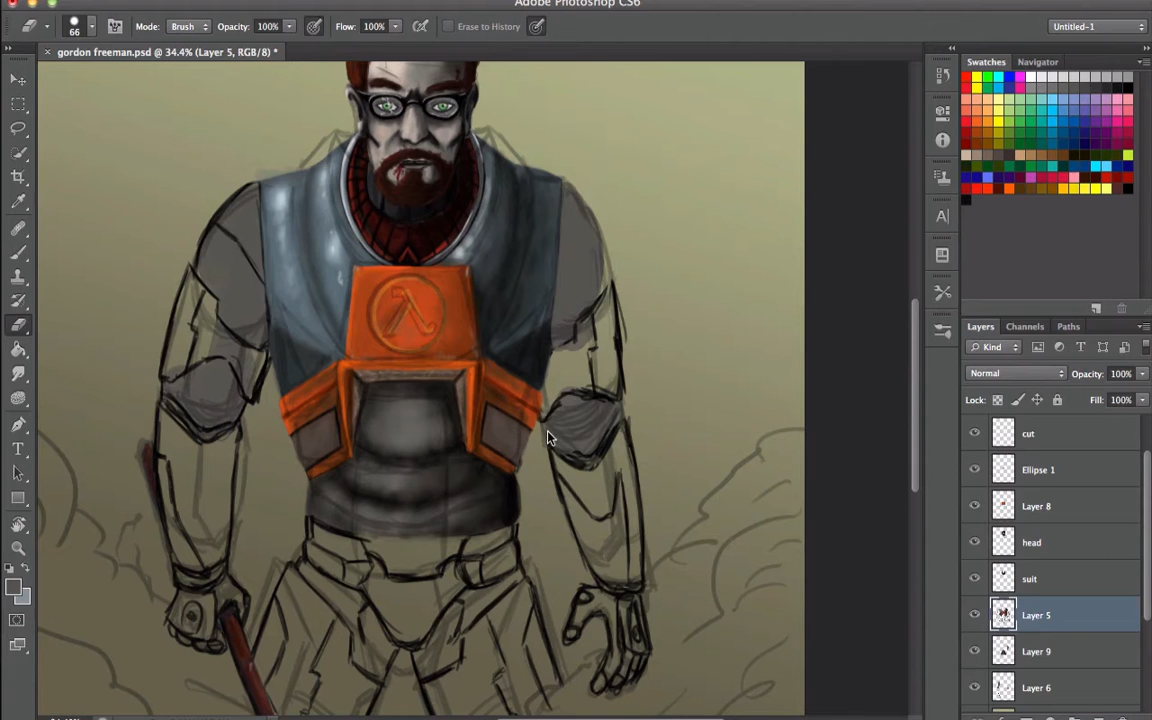 Adobe Photoshop CS6
66 Mode: Brush Opacity: 100% Flow: 100% Erase to History Untitled-1
× gordon freeman.psd @ 34.4% (Layer 5, RGB/8) *
Swatches Navigator
Layers Channels Paths
Kind
Normal Opacity: 100%
Lock: Fill: 100%
cut
Ellipse 1
Layer 8
head
suit
Layer 5
Layer 9
Layer 6